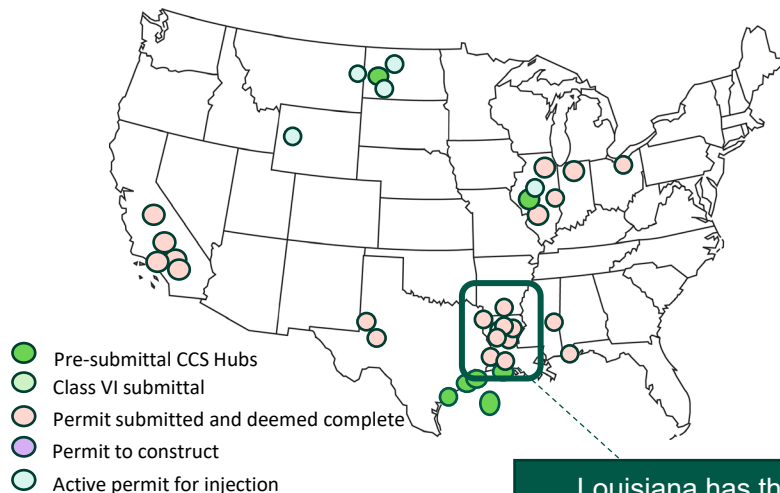 Pre-submittal CCS Hubs
Class VI submittal
Permit submitted and deemed complete
Permit to construct
Active permit for injection
Louisiana has th